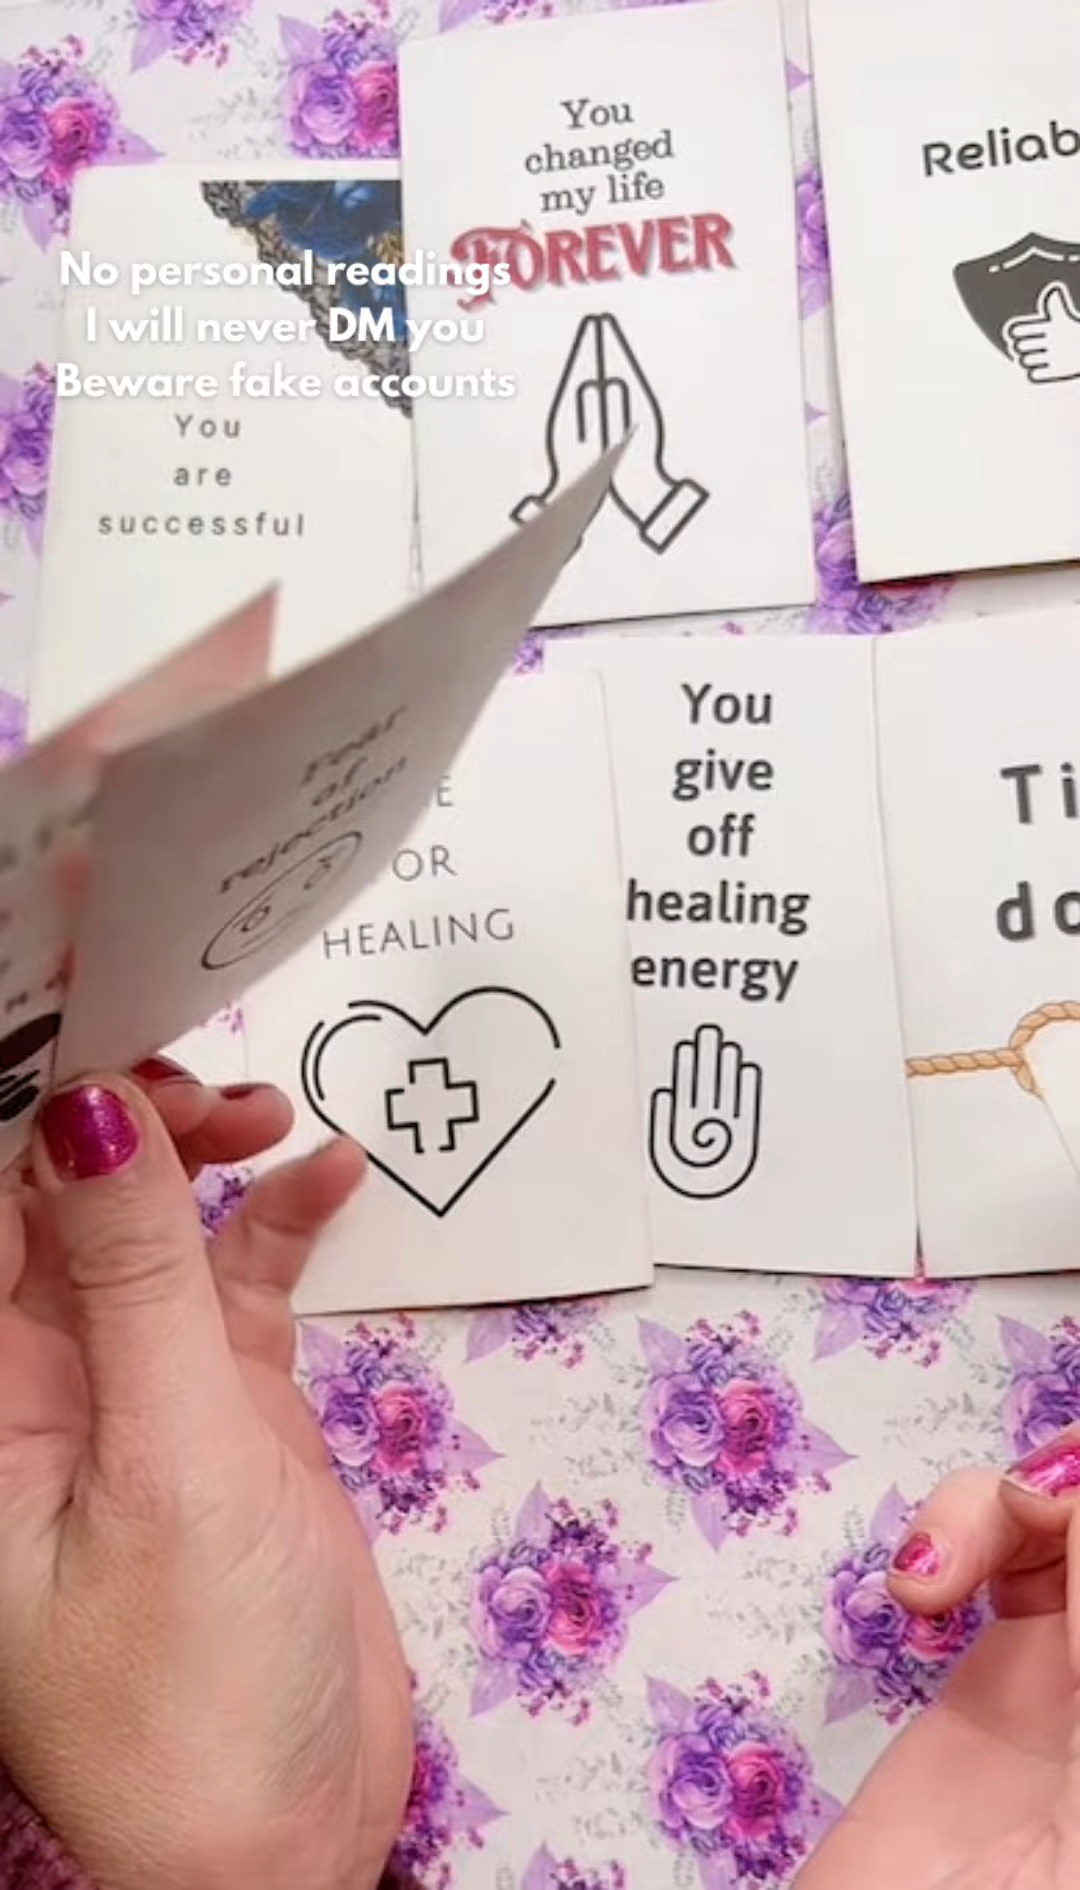 No personal readings
I will never DM you
Beware fake accounts
You
are
successful
You
changed
my life
FOREVER
Reliab
Fear
of
rejection
E
OR
HEALING
You
give
off
healing
energy
Ti
do